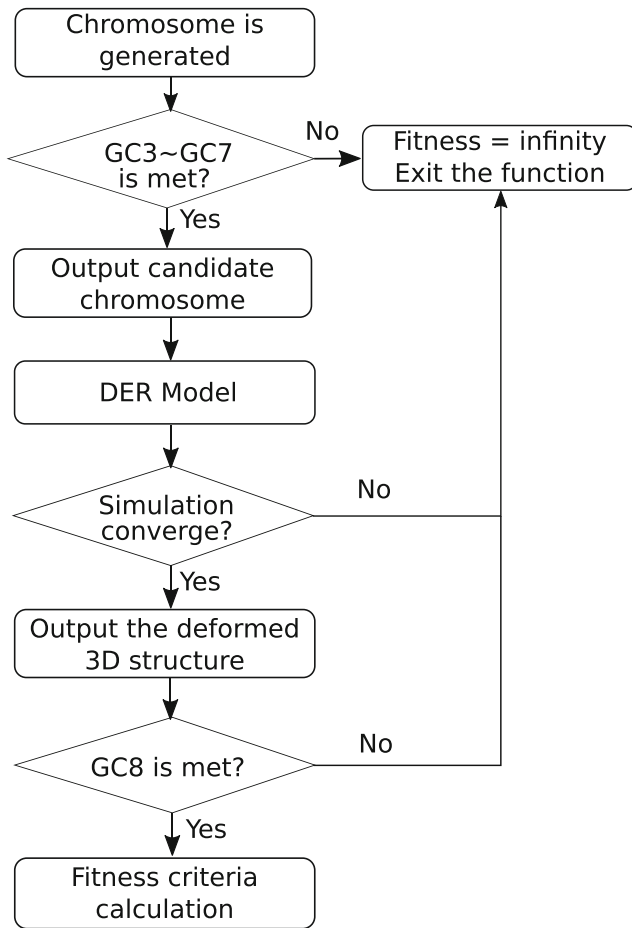 Chromosome is
generated
No
GC3~GC7
is met?
Fitness = infinity
Exit the function
Yes
Output candidate
chromosome
DER Model
No
Simulation
converge?
Yes
Output the deformed
3D structure
No
GC8 is met?
Yes
Fitness criteria
calculation